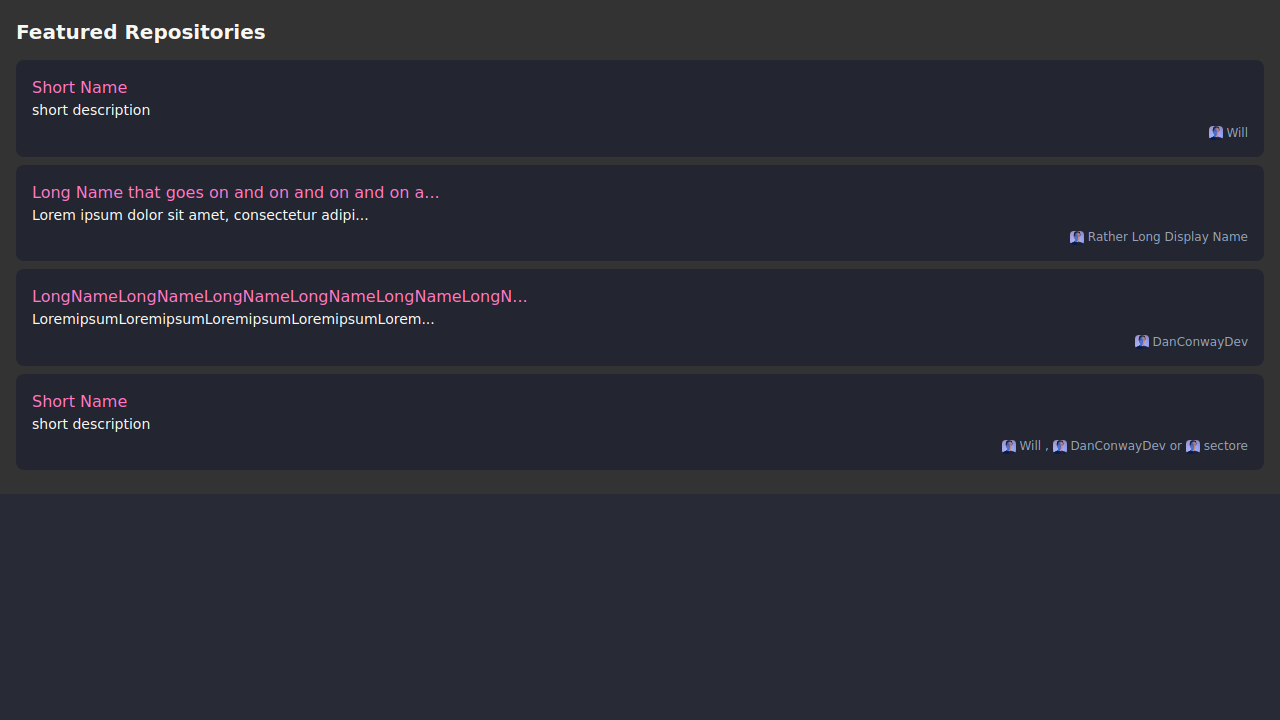 Featured Repositories
Short Name
short description
Will
Long Name that goes on and on and on and on a...
Lorem ipsum dolor sit amet, consectetur adipi...
Rather Long Display Name
LongNameLongNameLongNameLongNameLongNameLongN...
LoremipsumLoremipsumLoremipsumLoremipsumLorem...
DanConwayDev
Short Name
short description
Will , DanConwayDev or sectore